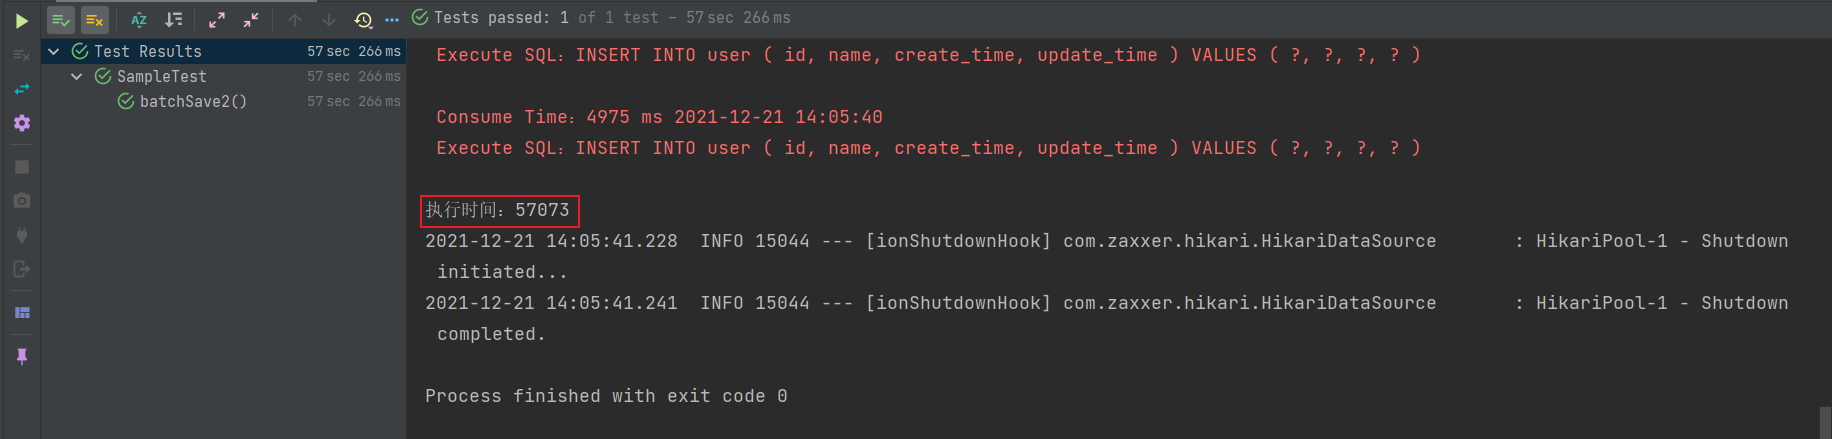 Tests passed: 1 of 1 test – 57 sec 266 ms
Test Results 57 sec 266 ms
SampleTest 57 sec 266 ms
batchSave2() 57 sec 266 ms
Execute SQL：INSERT INTO user ( id, name, create_time, update_time ) VALUES ( ?, ?, ?, ? )
Consume Time：4975 ms 2021-12-21 14:05:40
Execute SQL：INSERT INTO user ( id, name, create_time, update_time ) VALUES ( ?, ?, ?, ? )
执行时间：57073
2021-12-21 14:05:41.228  INFO 15044 --- [ionShutdownHook] com.zaxxer.hikari.HikariDataSource       : HikariPool-1 - Shutdown
initiated...
2021-12-21 14:05:41.241  INFO 15044 --- [ionShutdownHook] com.zaxxer.hikari.HikariDataSource       : HikariPool-1 - Shutdown
completed.
Process finished with exit code 0